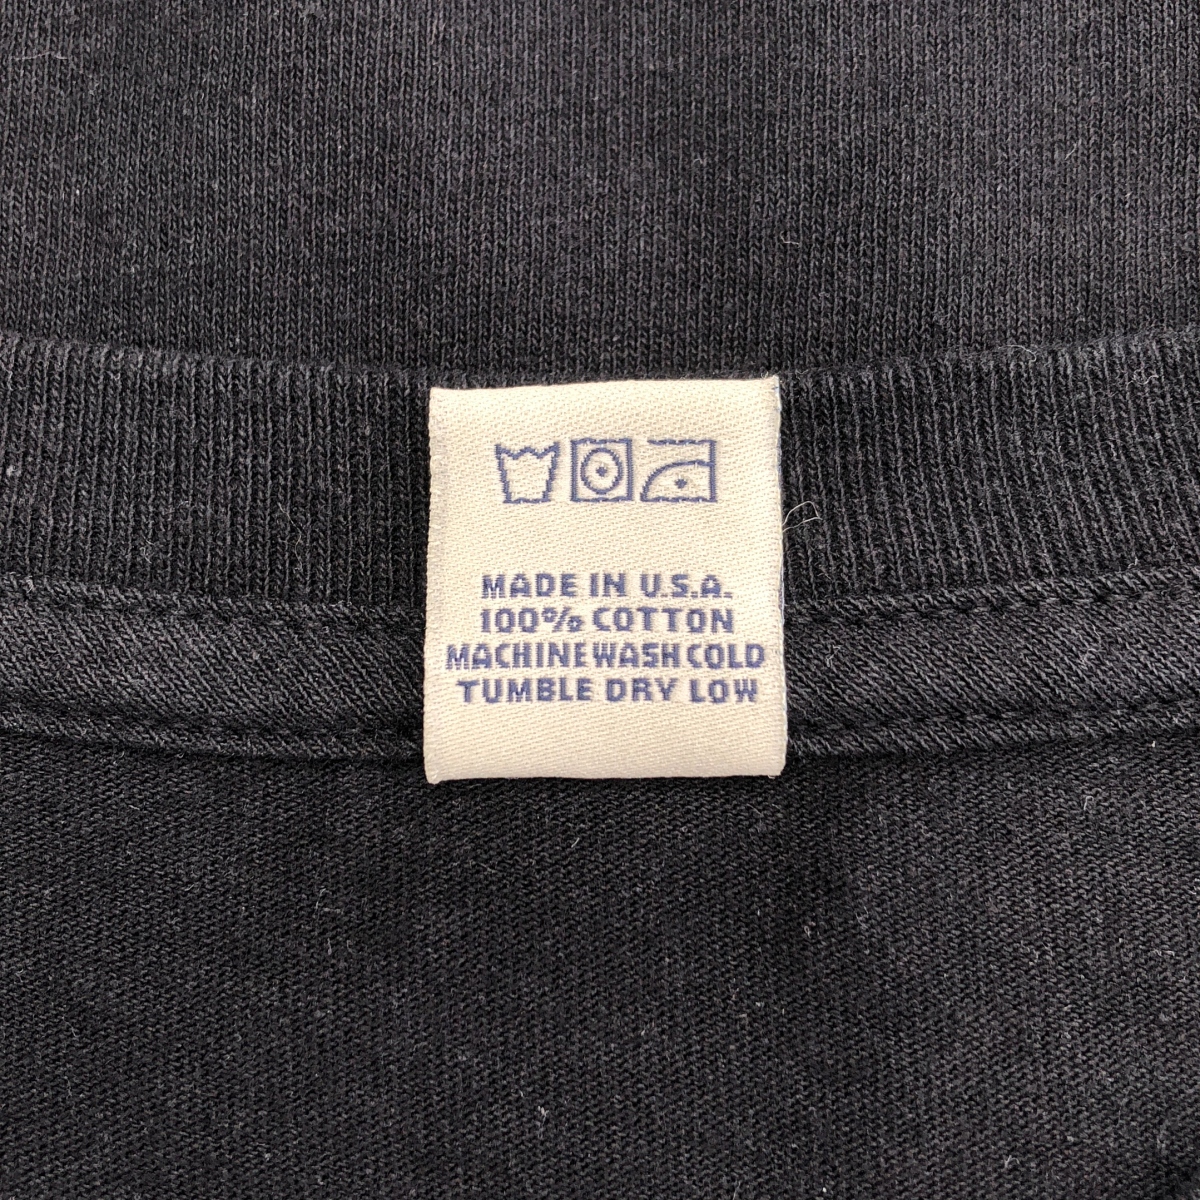 MADE IN U.S.A.
100% COTTON
MACHINE WASH COLD
TUMBLE DRY LOW